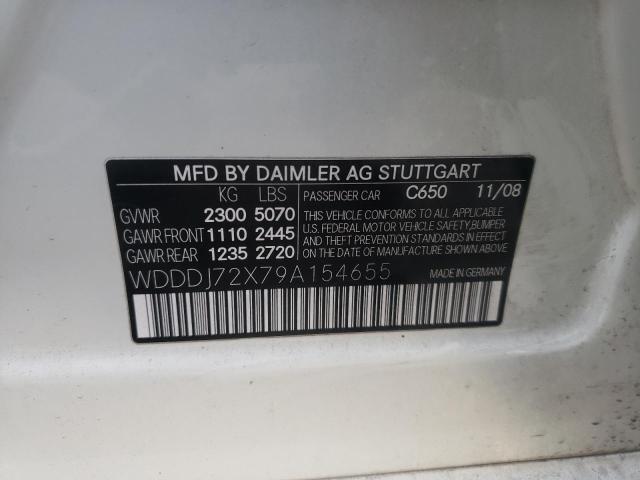 MFD BY DAIMLER AG STUTTGART
KG LBS PASSENGER CAR C650 11/08
GVWR 2300 5070 THIS VEHICLE CONFORMS TO ALL APPLICABLE
GAWR FRONT 1110 2445 U.S. FEDERAL MOTOR VEHICLE SAFETY,BUMPER
AND THEFT PREVENTION STANDARDS IN EFFECT
GAWR REAR 1235 2720 ON THE DATE OF MANUFACTURE SHOWN ABOVE.
WDDDJ72X79A154655 MADE IN GERMANY